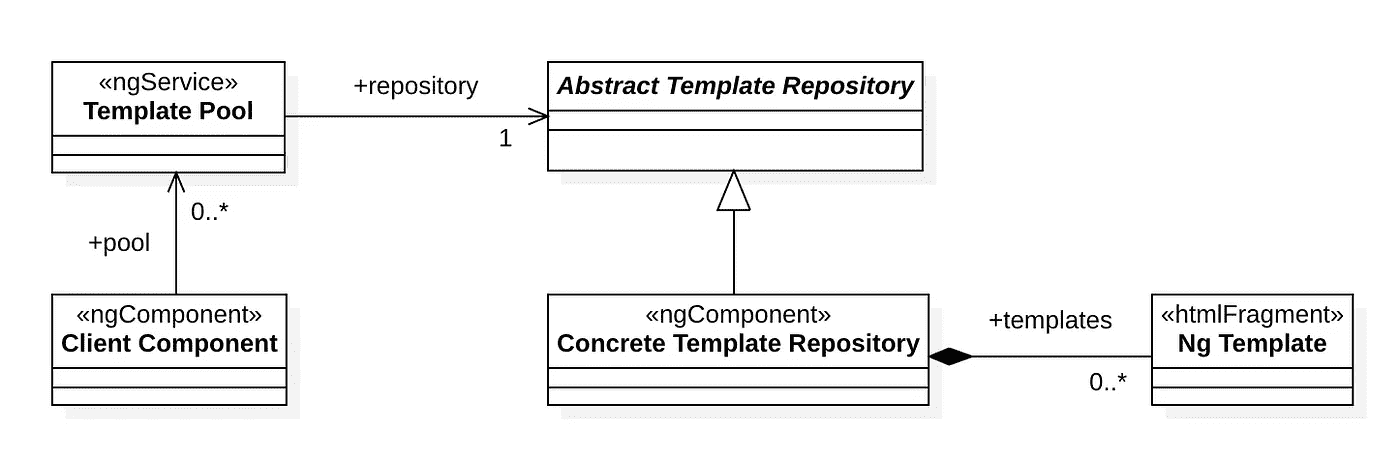 «ngService»
Template Pool
+repository
1
Abstract Template Repository
0..*
+pool
«ngComponent»
Client Component
«ngComponent»
Concrete Template Repository
+templates
0..*
«htmlFragment»
Ng Template